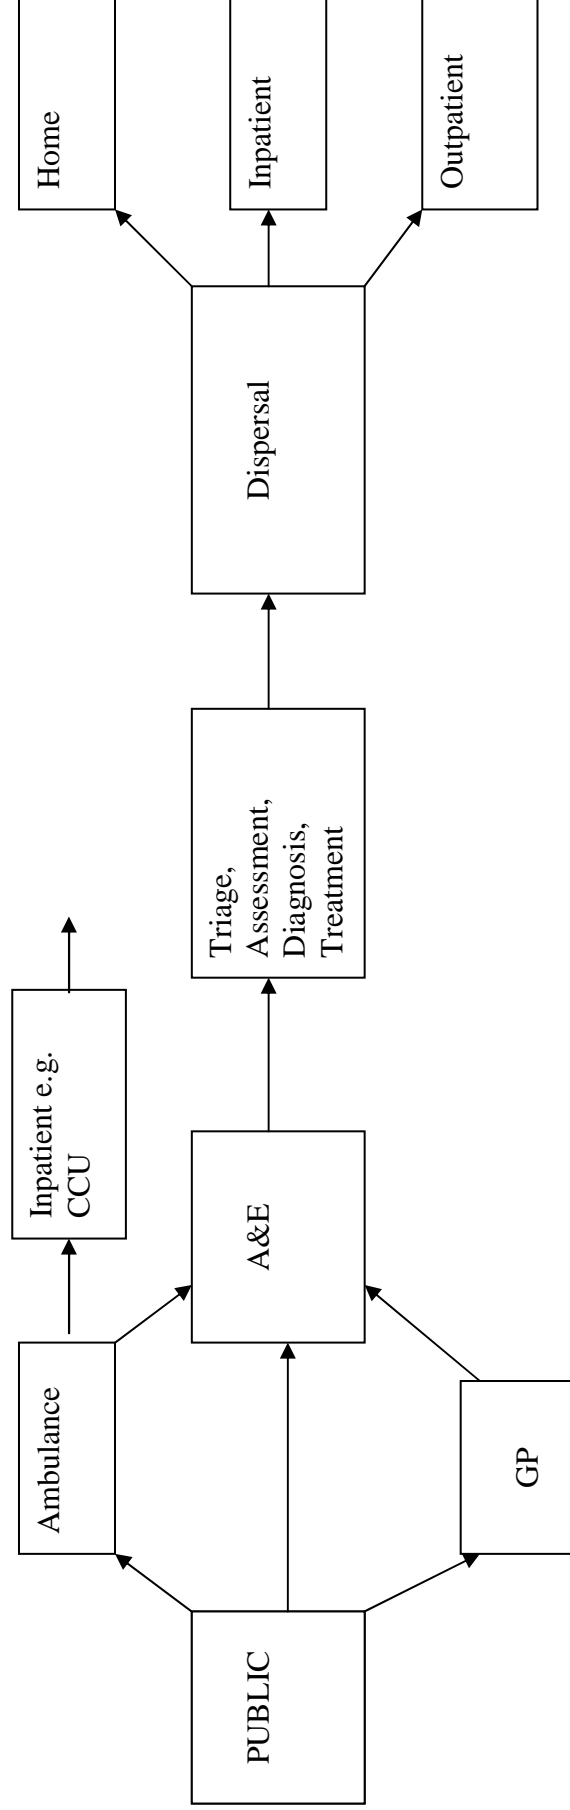 PUBLIC
Ambulance
GP
A&E
Inpatient e.g.
CCU
Triage,
Assessment,
Diagnosis,
Treatment
Dispersal
Home
Inpatient
Outpatient